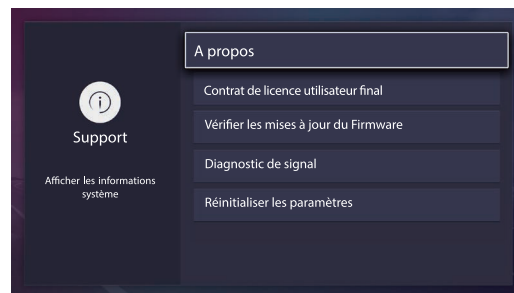 Support
Afficher les informations
système
A propos
Contrat de licence utilisateur final
Vérifier les mises à jour du Firmware
Diagnostic de signal
Réinitialiser les paramètres